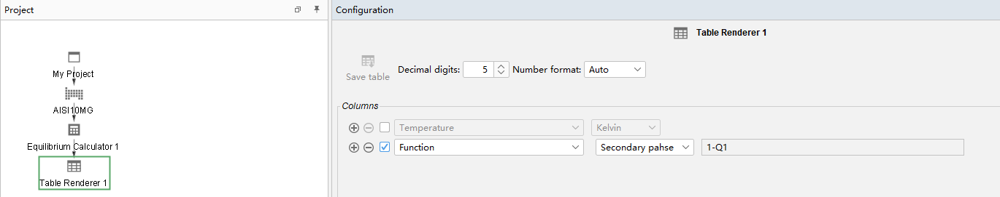 Project
Configuration
Table Renderer 1
Save table
Decimal digits: 5 Number format: Auto
My Project
AlSI10MG
Equilibrium Calculator 1
Table Renderer 1
Columns
Temperature Kelvin
Function Secondary pahse 1-Q1